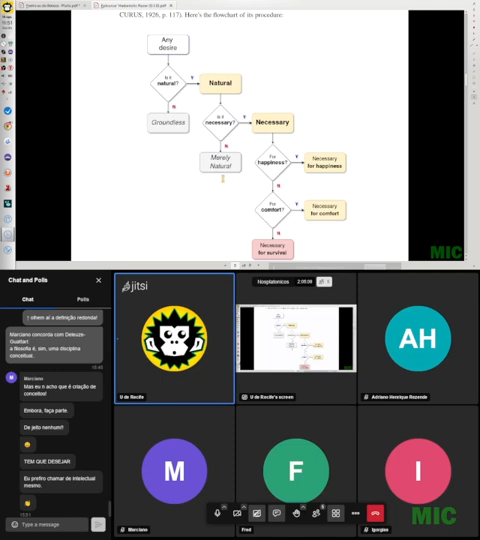 CURUS, 1926, p. 117). Here's the flowchart of its procedure:
Any
desire
Is it
natural?
Y
Natural
N
Groundless
Is it
necessary?
Y
Necessary
N
Merely
Natural
For
happiness?
Y
Necessary
for happiness
N
For
comfort?
Y
Necessary
for comfort
N
Necessary
for survival
MIC
Chat and Polls
Chat
Polls
Marciano concorda com Deleuze-
Guattari:
a filosofia é, sim, uma disciplina
conceitual.
M
Marciano
Mas eu n acho que é criação de
conceitos!
Embora, faça parte.
De jeito nenhum!!
TEM QUE DESEJAR
Eu prefiro chamar de intelectual
mesmo.
Type a message
jitsi
U de Recife
Neoplatonicos
U de Recife's screen
AH
Adriano Henrique Rezende
M
Marciano
F
Fred
I
MIC